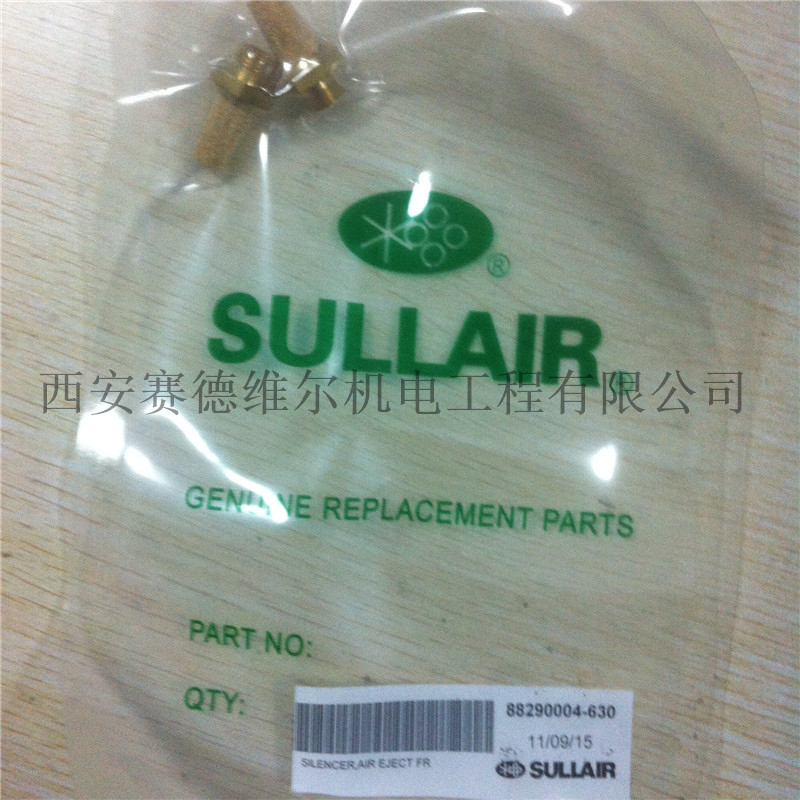 ®
SULLAIR®
西安赛德维尔机电工程有限公司
GENUINE REPLACEMENT PARTS
PART NO:
QTY:
88290004-630
11/09/15
SILENCER,AIR EJECT FR
SULLAIR